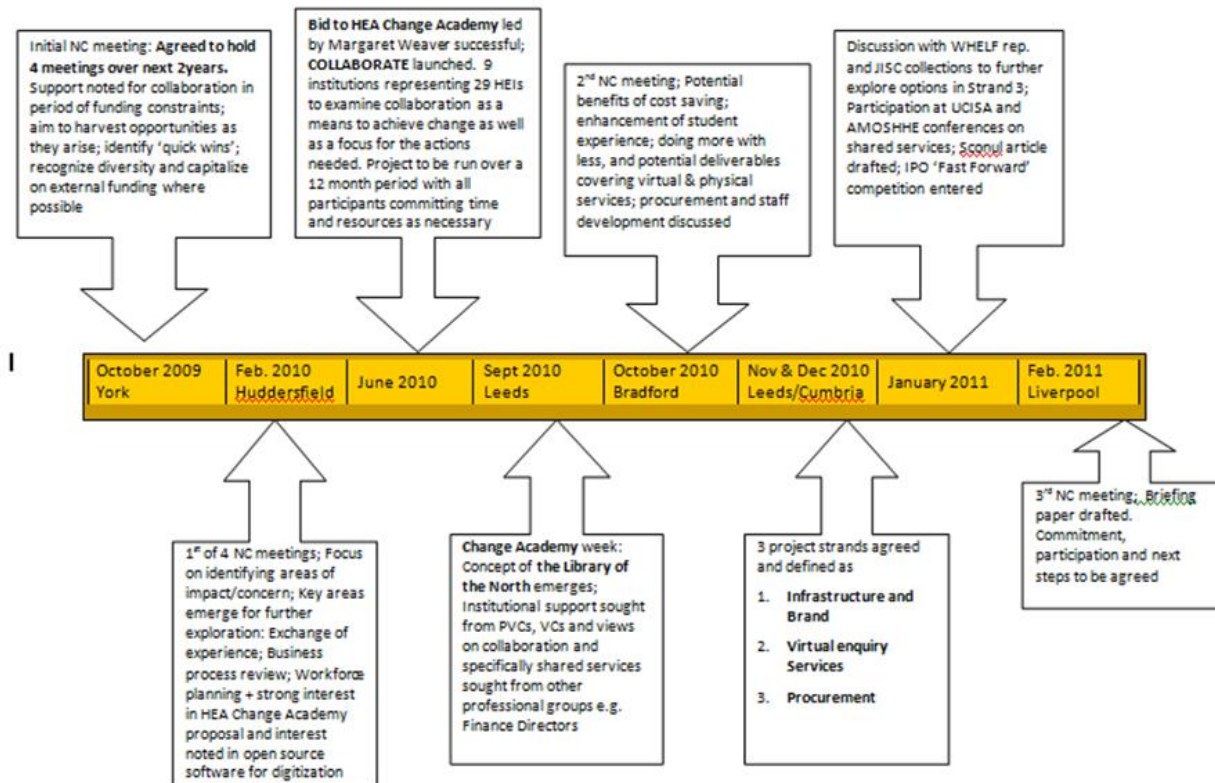 Initial NC meeting: Agreed to hold
4 meetings over next 2years.
Support noted for collaboration in
period of funding constraints;
aim to harvest opportunities as
they arise; identify ‘quick wins’;
recognize diversity and capitalize
on external funding where
possible
Bid to HEA Change Academy led
by Margaret Weaver successful;
COLLABORATE launched. 9
institutions representing 29 HEIs
to examine collaboration as a
means to achieve change as well
as a focus for the actions
needed. Project to be run over a
12 month period with all
participants committing time
and resources as necessary
2nd NC meeting; Potential
benefits of cost saving;
enhancement of student
experience; doing more with
less, and potential deliverables
covering virtual & physical
services; procurement and staff
development discussed
Discussion with WHELF rep.
and JISC collections to further
explore options in Strand 3;
Participation at UCISA and
AMOSHHE conferences on
shared services; Sconul article
drafted; IPO ‘Fast Forward’
competition entered
I
October 2009
York
Feb. 2010
Huddersfield
June 2010
Sept 2010
Leeds
October 2010
Bradford
Nov & Dec 2010
Leeds/Cumbria
January 2011
Feb. 2011
Liverpool
1st of 4 NC meetings; Focus
on identifying areas of
impact/concern; Key areas
emerge for further
exploration: Exchange of
experience; Business
process review; Workforce
planning + strong interest
in HEA Change Academy
proposal and interest
noted in open source
software for digitization
Change Academy week:
Concept of the Library of
the North emerges;
Institutional support sought
from PVCs, VCs and views
on collaboration and
specifically shared services
sought from other
professional groups e.g.
Finance Directors
3 project strands agreed
and defined as
1. Infrastructure and
Brand
2. Virtual enquiry
Services
3. Procurement
3rd NC meeting; Briefing
paper drafted.
Commitment,
participation and next
steps to be agreed